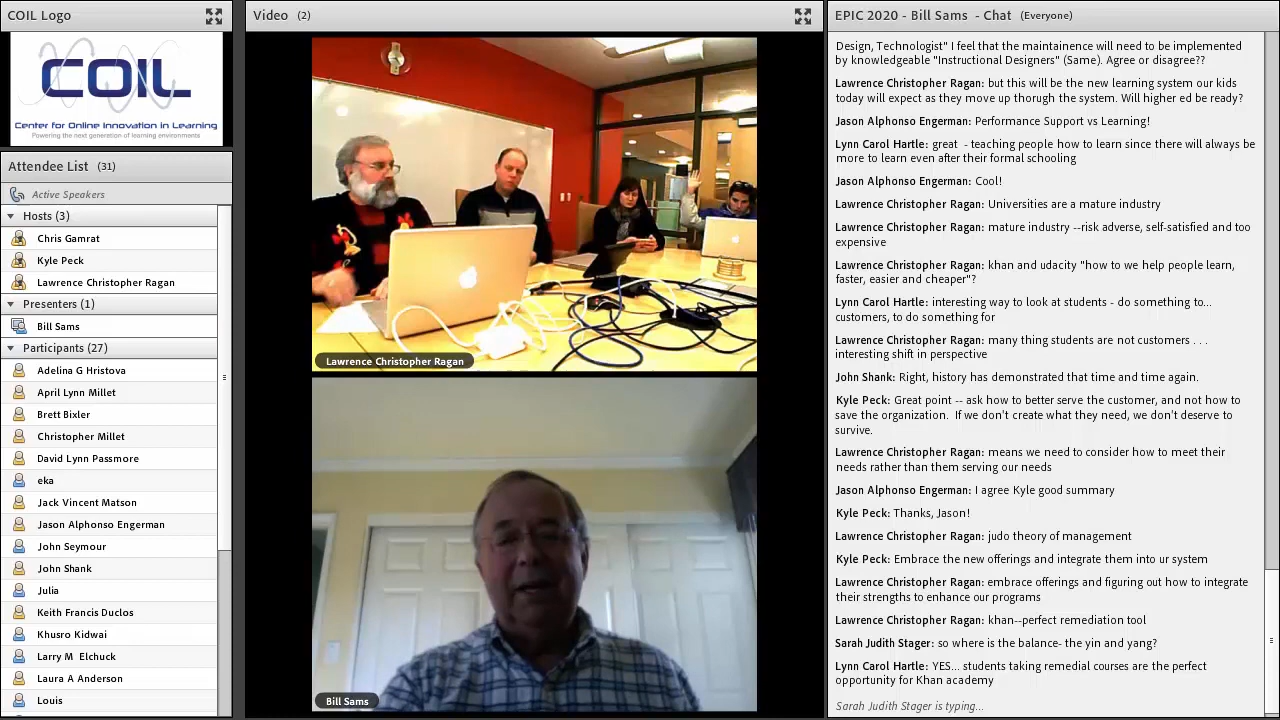 COIL Logo
COIL
Center for Online Innovation in Learning
Powering the next generation of learning environments
Attendee List (31)
Active Speakers
Hosts (3)
Chris Gamrat
Kyle Peck
Lawrence Christopher Ragan
Presenters (1)
Bill Sams
Participants (27)
Adelina G Hristova
April Lynn Millet
Brett Bixler
Christopher Millet
David Lynn Passmore
eka
Jack Vincent Matson
Jason Alphonso Engerman
John Seymour
John Shank
Julia
Keith Francis Duclos
Khusro Kidwai
Larry M Elchuck
Laura A Anderson
Louis
Video (2)
Lawrence Christopher Ragan
Bill Sams
EPIC 2020 - Bill Sams - Chat (Everyone)
Design, Technologist" I feel that the maintainence will need to be implemented
by knowledgeable "Instructional Designers" (Same). Agree or disagree??
Lawrence Christopher Ragan: but this will be the new learning system our kids
today will expect as they move up thorugh the system. Will higher ed be ready?
Jason Alphonso Engerman: Performance Support vs Learning!
Lynn Carol Hartle: great - teaching people how to learn since there will always be
more to learn even after their formal schooling
Jason Alphonso Engerman: Cool!
Lawrence Christopher Ragan: Universities are a mature industry
Lawrence Christopher Ragan: mature industry --risk adverse, self-satisfied and too
expensive
Lawrence Christopher Ragan: khan and udacity "how to we help people learn,
faster, easier and cheaper"?
Lynn Carol Hartle: interesting way to look at students - do something to...
customers, to do something for
Lawrence Christopher Ragan: many thing students are not customers . . .
interesting shift in perspective
John Shank: Right, history has demonstrated that time and time again.
Kyle Peck: Great point -- ask how to better serve the customer, and not how to
save the organization. If we don't create what they need, we don't deserve to
survive.
Lawrence Christopher Ragan: means we need to consider how to meet their
needs rather than them serving our needs
Jason Alphonso Engerman: I agree Kyle good summary
Kyle Peck: Thanks, Jason!
Lawrence Christopher Ragan: judo theory of management
Kyle Peck: Embrace the new offerings and integrate them into ur system
Lawrence Christopher Ragan: embrace offerings and figuring out how to integrate
their strengths to enhance our programs
Lawrence Christopher Ragan: khan--perfect remediation tool
Sarah Judith Stager: so where is the balance- the yin and yang?
Lynn Carol Hartle: YES... students taking remedial courses are the perfect
opportunity for Khan academy
Sarah Judith Stager is typing...